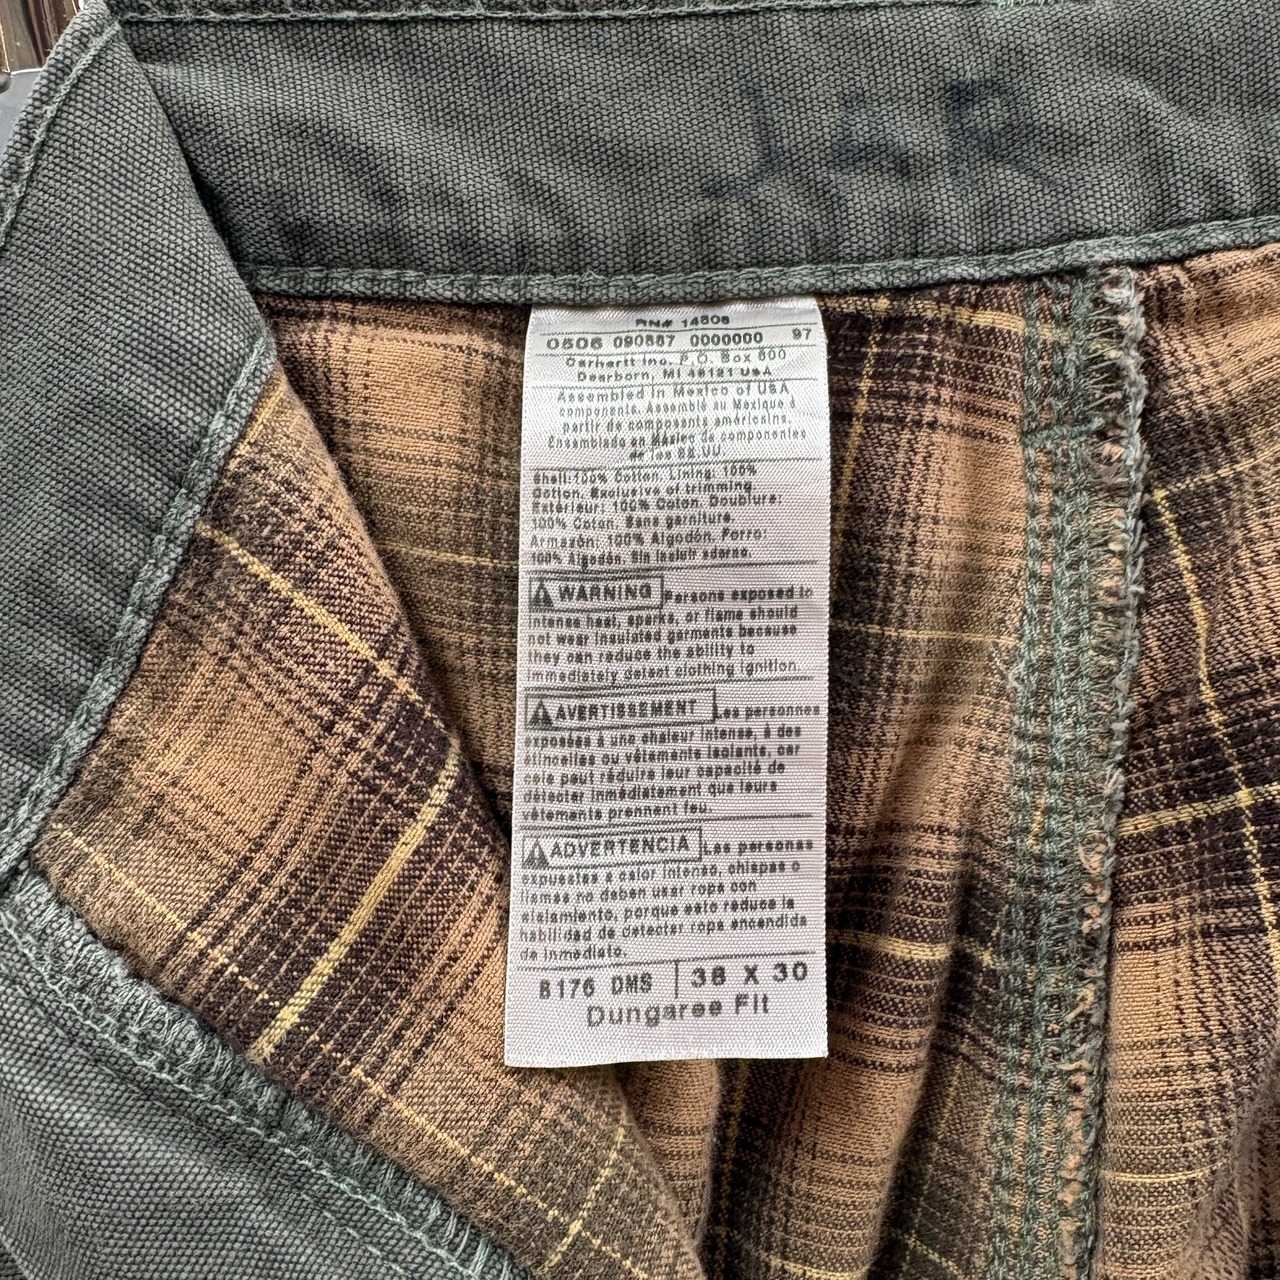 J & R
RN# 14806
0606 090887 0000000 97
Carhartt Inc. P.O. Box 600
Dearborn, MI 48121 USA
Assembled in Mexico of USA
components. Assemblé au Mexique à
partir de composants américains.
Ensamblado en México de componentes
de los EE.UU.
Shell:100% Cotton. Lining: 100%
Cotton. Exclusive of trimming
Extérieur: 100% Coton. Doublure:
100% Coton. Sans garniture.
Armazón: 100% Algodón. Forro:
100% Algodón. Sin incluir adorno.
WARNING Persons exposed to
intense heat, sparks, or flame should
not wear insulated garments because
they can reduce the ability to
immediately detect clothing ignition.
AVERTISSEMENT Les personnes
exposées à une chaleur intense, à des
étincelles ou vêtements isolants, car
cela peut réduire leur capacité de
détecter immédiatement que leurs
vêtements prennent feu.
ADVERTENCIA Las personas
expuestas a calor intenso, chispas o
llamas no deben usar ropa con
aislamiento, porque esto reduce la
habilidad de detectar ropa encendida
de inmediato.
B176 DMS 36 X 30
Dungaree Fit